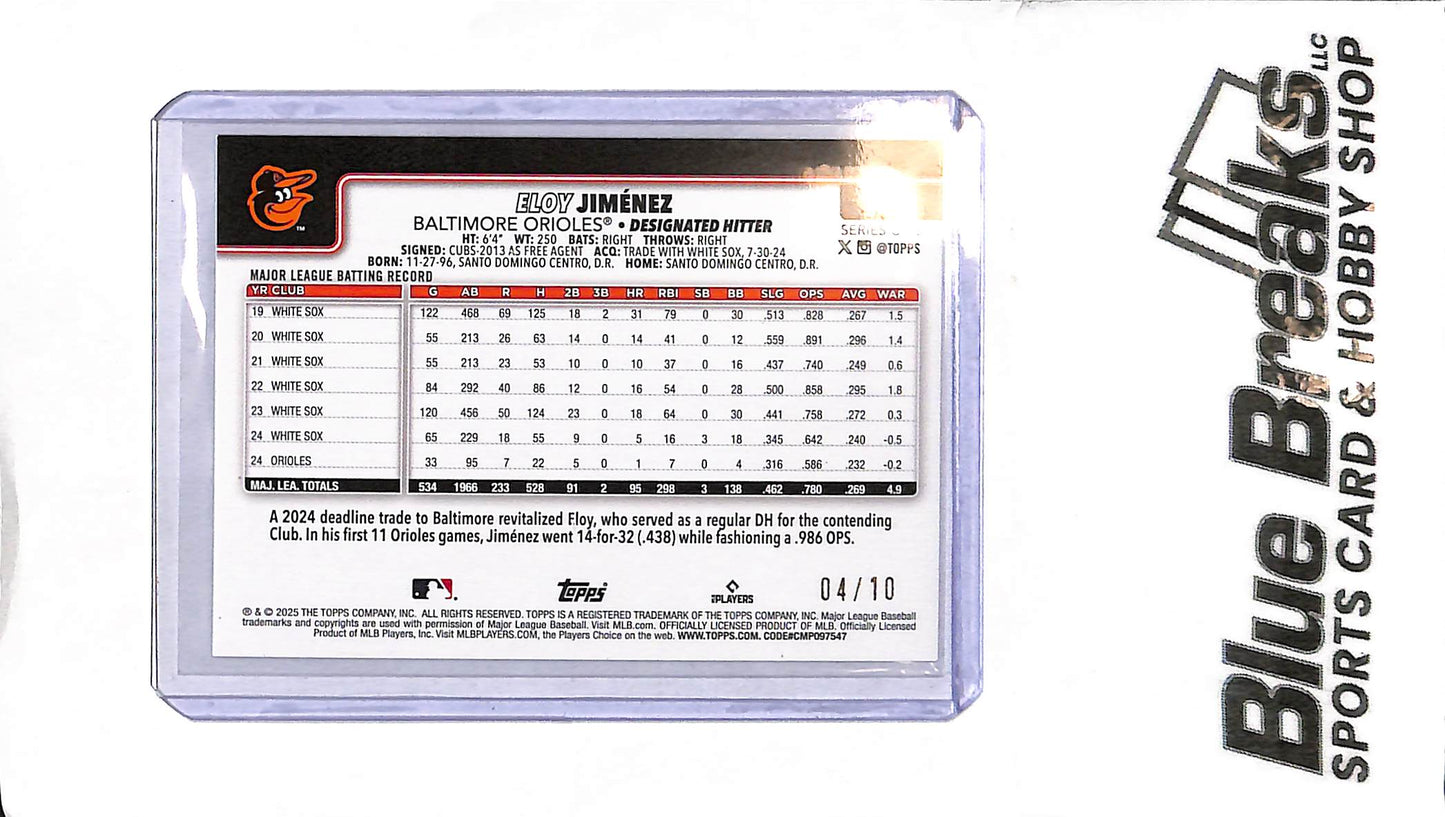 ELOY JIMÉNEZ
BALTIMORE ORIOLES® • DESIGNATED HITTER
HT: 6'4" WT: 250 BATS: RIGHT THROWS: RIGHT
SIGNED: CUBS-2013 AS FREE AGENT ACQ: TRADE WITH WHITE SOX, 7-30-24
BORN: 11-27-96, SANTO DOMINGO CENTRO, D.R. HOME: SANTO DOMINGO CENTRO, D.R.
SERIES
@TOPPS
MAJOR LEAGUE BATTING RECORD
YR CLUB G AB R H 2B 3B HR RBI SB BB SLG OPS AVG WAR
19 WHITE SOX 122 468 69 125 18 2 31 79 0 30 .513 .828 .267 1.5
20 WHITE SOX 55 213 26 63 14 0 14 41 0 12 .559 .891 .296 1.4
21 WHITE SOX 55 213 23 53 10 0 10 37 0 16 .437 .740 .249 0.6
22 WHITE SOX 84 292 40 86 12 0 16 54 0 28 .500 .858 .295 1.8
23 WHITE SOX 120 456 50 124 23 0 18 64 0 30 .441 .758 .272 0.3
24 WHITE SOX 65 229 18 55 9 0 5 16 3 18 .345 .642 .240 -0.5
24 ORIOLES 33 95 7 22 5 0 1 7 0 4 .316 .586 .232 -0.2
MAJ. LEA. TOTALS 534 1966 233 528 91 2 95 298 3 138 .462 .780 .269 4.9
A 2024 deadline trade to Baltimore revitalized Eloy, who served as a regular DH for the contending
Club. In his first 11 Orioles games, Jiménez went 14-for-32 (.438) while fashioning a .986 OPS.
Topps
PLAYERS
04/10
® & © 2025 THE TOPPS COMPANY, INC. ALL RIGHTS RESERVED. TOPPS IS A REGISTERED TRADEMARK OF THE TOPPS COMPANY, INC. Major League Baseball
trademarks and copyrights are used with permission of Major League Baseball. Visit MLB.com. OFFICIALLY LICENSED PRODUCT OF MLB. Officially Licensed
Product of MLB Players, Inc. Visit MLBPLAYERS.COM, the Players Choice on the web. WWW.TOPPS.COM. CODE#CMP097547
Blue Breaks LLC
SPORTS CARD & HOBBY SHOP